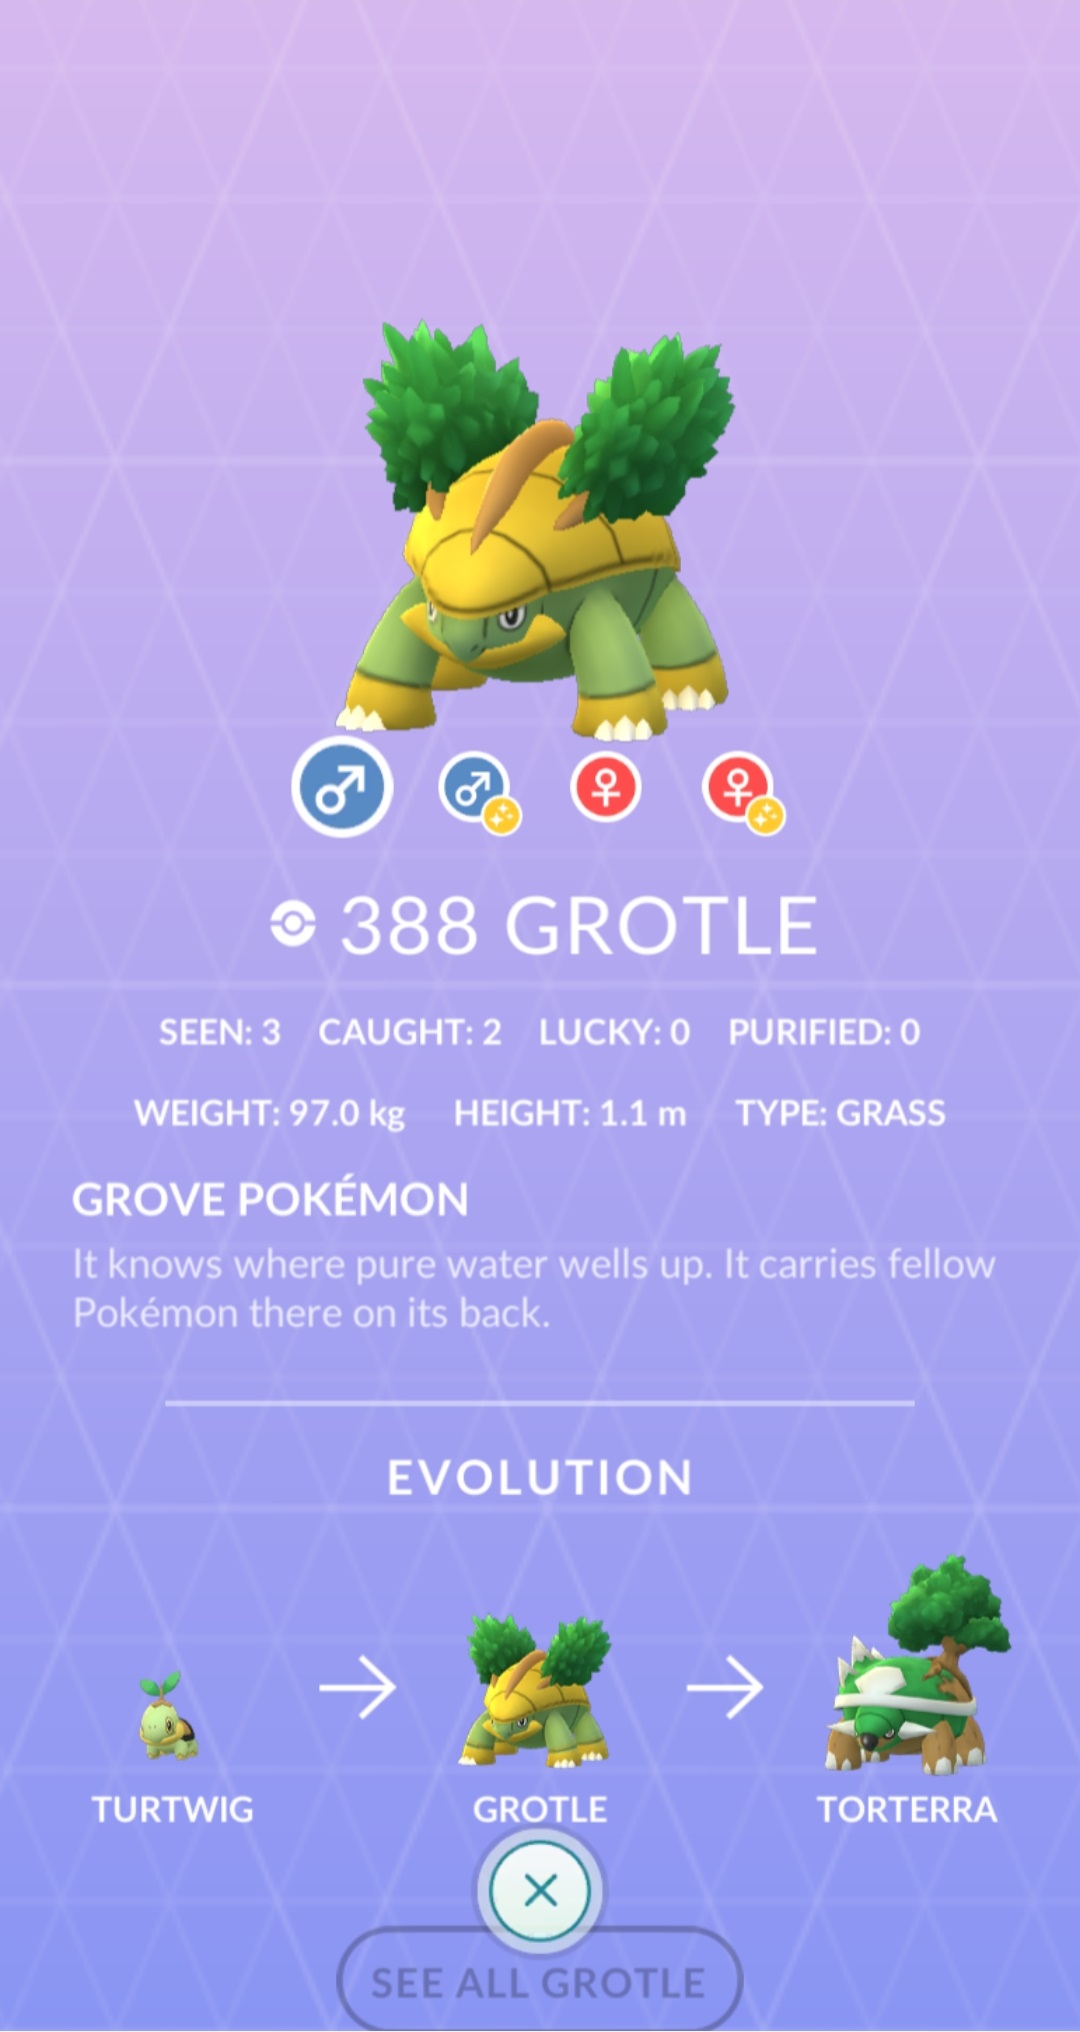 388 GROTLE
SEEN: 3 CAUGHT: 2 LUCKY: 0 PURIFIED: 0
WEIGHT: 97.0 kg HEIGHT: 1.1 m TYPE: GRASS
GROVE POKÉMON
It knows where pure water wells up. It carries fellow
Pokémon there on its back.
EVOLUTION
TURTWIG GROTLE TORTERRA
SEE ALL GROTLE